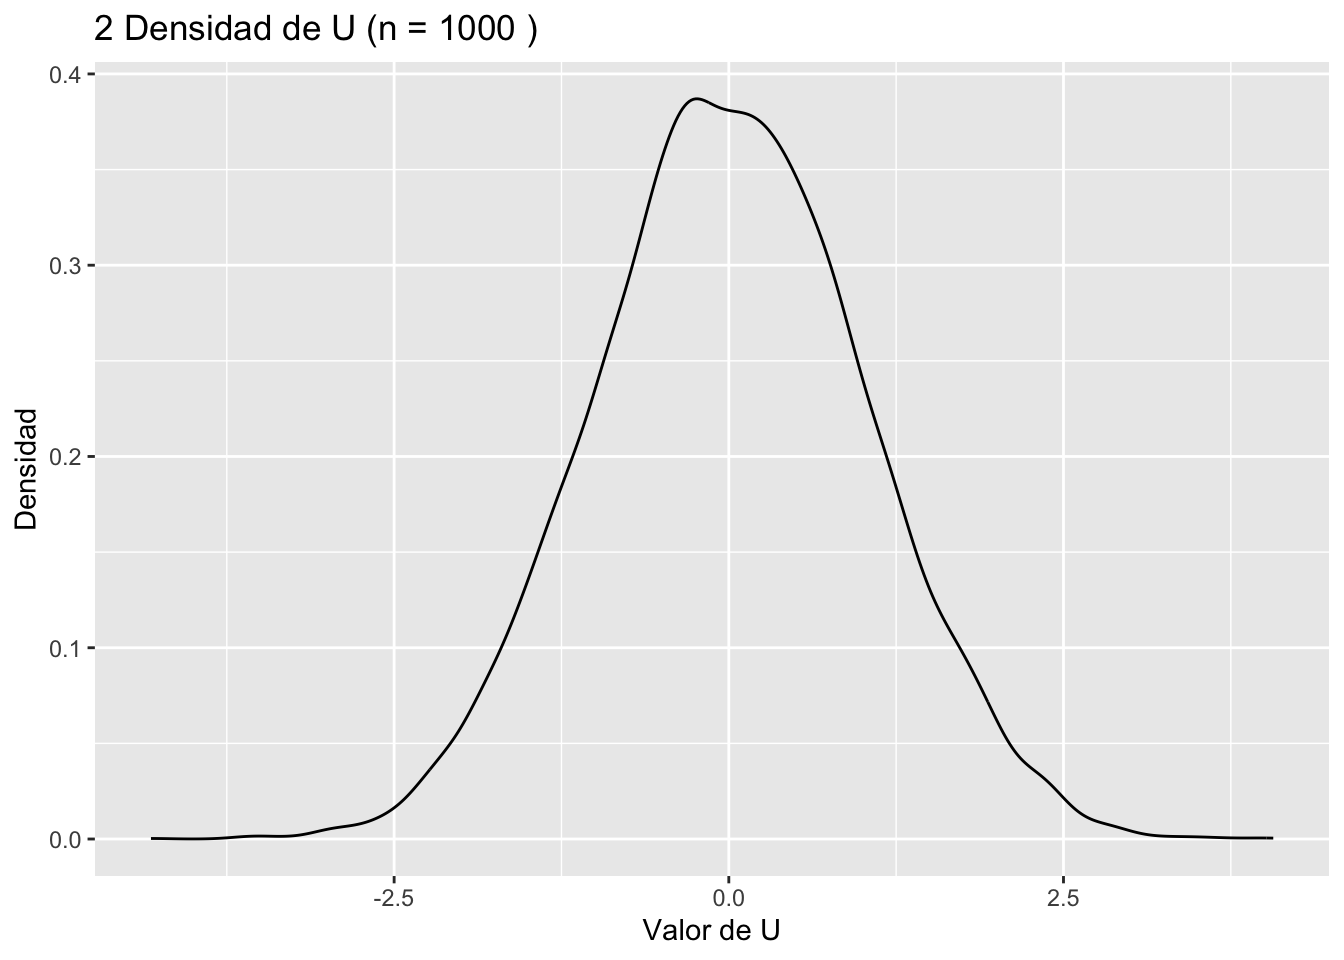 2 Densidad de U (n = 1000 )
0.4
0.3
0.2
0.1
0.0
Densidad
-2.5
0.0
2.5
Valor de U